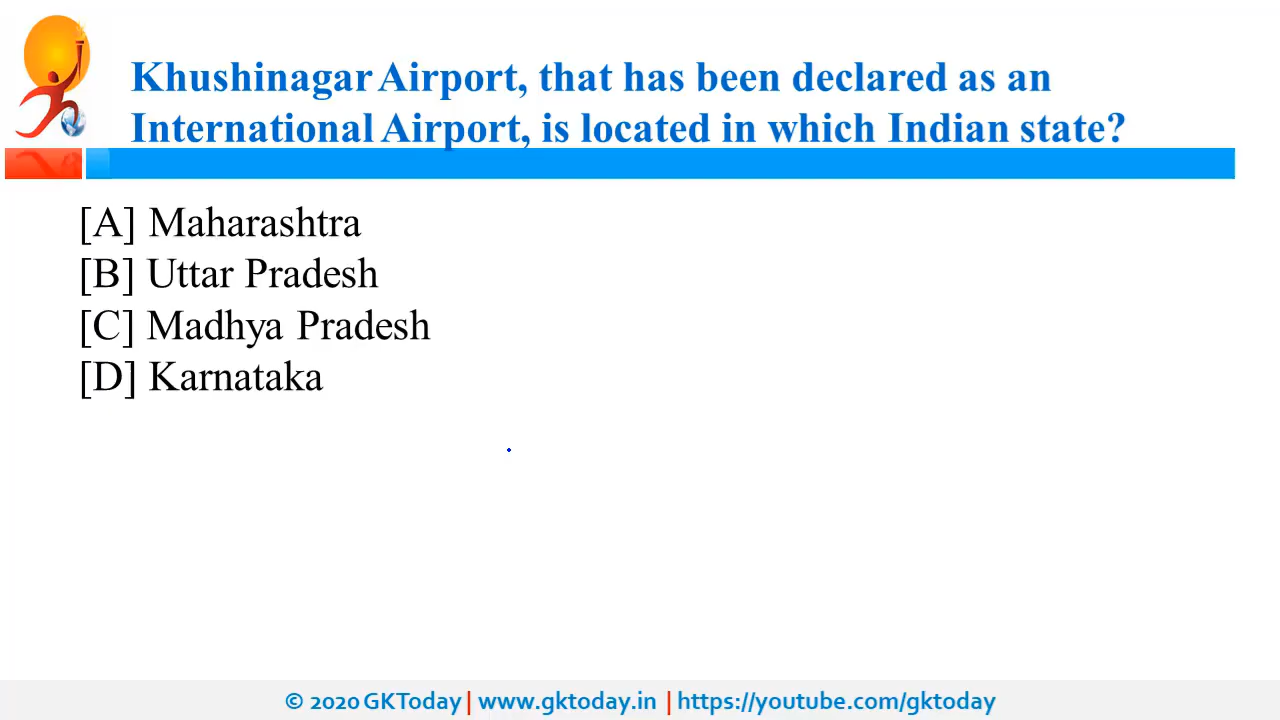 Khushinagar Airport, that has been declared as an
International Airport, is located in which Indian state?
[A] Maharashtra
[B] Uttar Pradesh
[C] Madhya Pradesh
[D] Karnataka
© 2020 GKToday | www.gktoday.in | https://youtube.com/gktoday